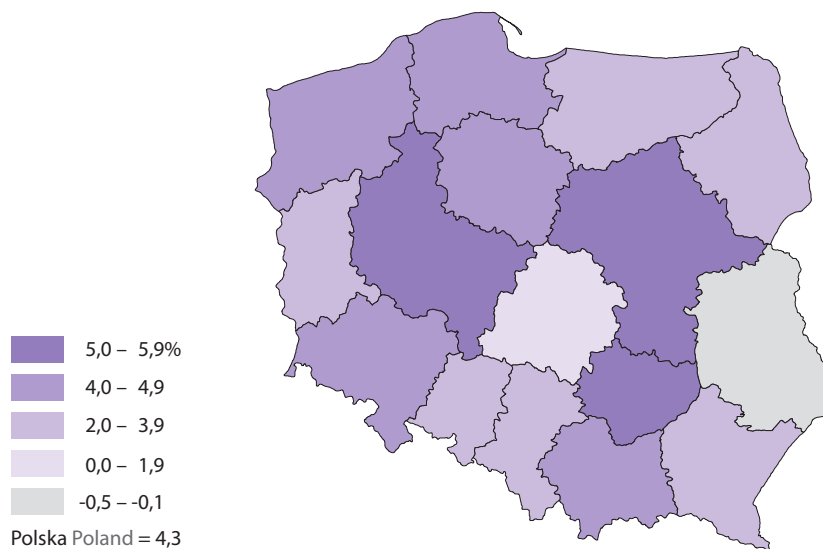 5,0 – 5,9%
4,0 – 4,9
2,0 – 3,9
0,0 – 1,9
-0,5 – -0,1
Polska Poland = 4,3